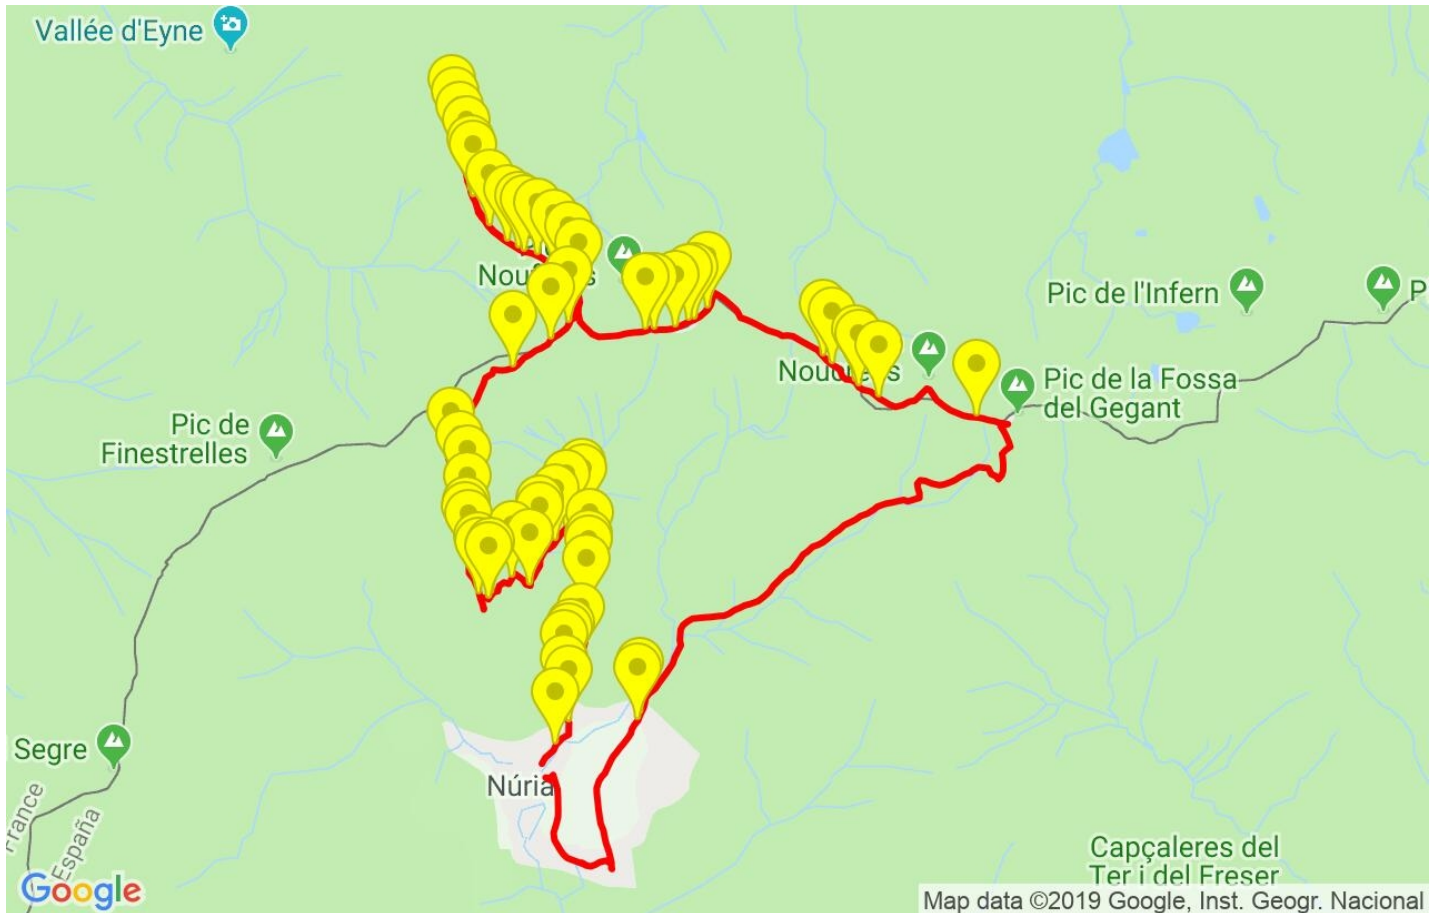 Vallée d'Eyne
Pic de l'Infern
Pic de la Fossa
del Gegant
Pic de
Finestrelles
Segre
Núria
France
España
Capçaleres del
Ter i del Freser
Google
Map data ©2019 Google, Inst. Geogr. Nacional